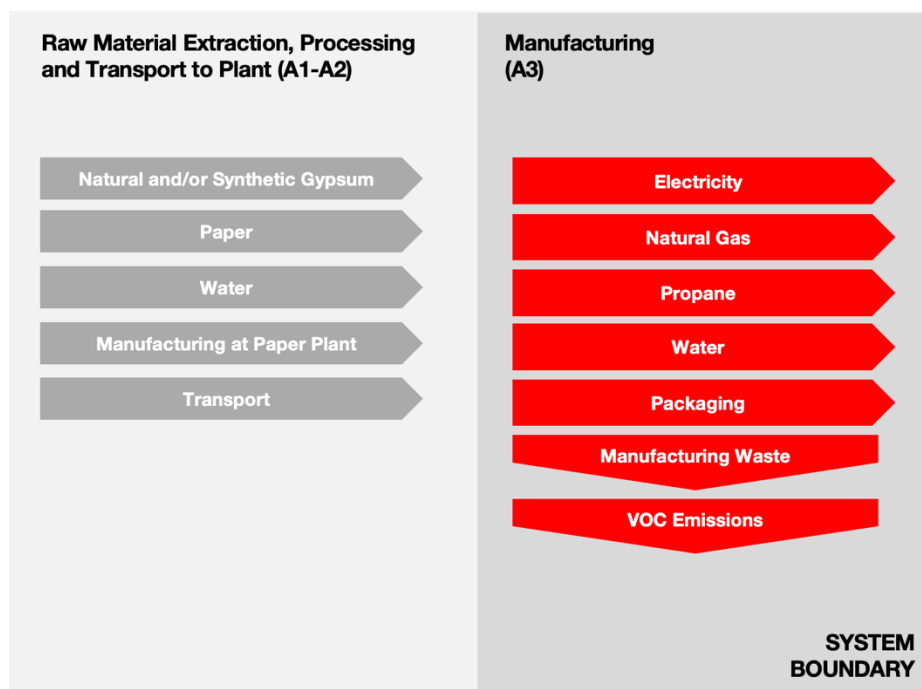 Raw Material Extraction, Processing
and Transport to Plant (A1-A2)
Natural and/or Synthetic Gypsum
Paper
Water
Manufacturing at Paper Plant
Transport
Manufacturing
(A3)
Electricity
Natural Gas
Propane
Water
Packaging
Manufacturing Waste
VOC Emissions
SYSTEM
BOUNDARY